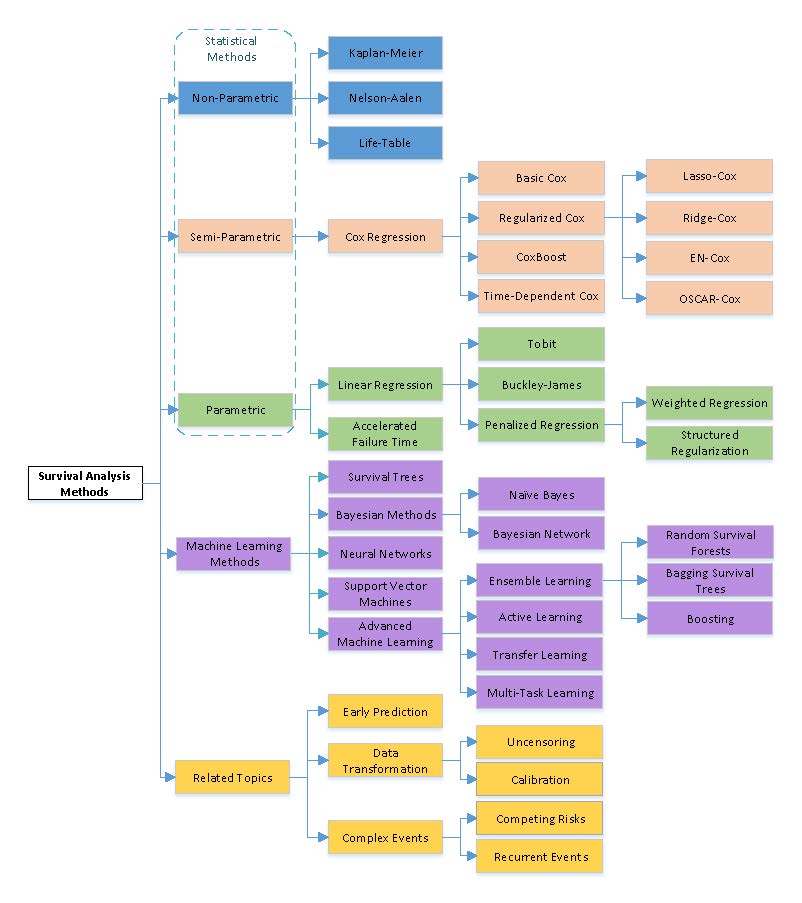 Statistical
Methods
Kaplan-Meier
Non-Parametric
Nelson-Aalen
Life-Table
Basic Cox
Lasso-Cox
Semi-Parametric
Cox Regression
Regularized Cox
Ridge-Cox
CoxBoost
EN-Cox
Time-Dependent Cox
OSCAR-Cox
Tobit
Linear Regression
Buckley-James
Parametric
Accelerated
Failure Time
Penalized Regression
Weighted Regression
Structured
Regularization
Survival Analysis
Methods
Survival Trees
Bayesian Methods
Naïve Bayes
Bayesian Network
Machine Learning
Methods
Neural Networks
Random Survival
Forests
Support Vector
Machines
Ensemble Learning
Bagging Survival
Trees
Advanced
Machine Learning
Active Learning
Boosting
Transfer Learning
Multi-Task Learning
Early Prediction
Uncensoring
Data
Transformation
Related Topics
Calibration
Complex Events
Competing Risks
Recurrent Events